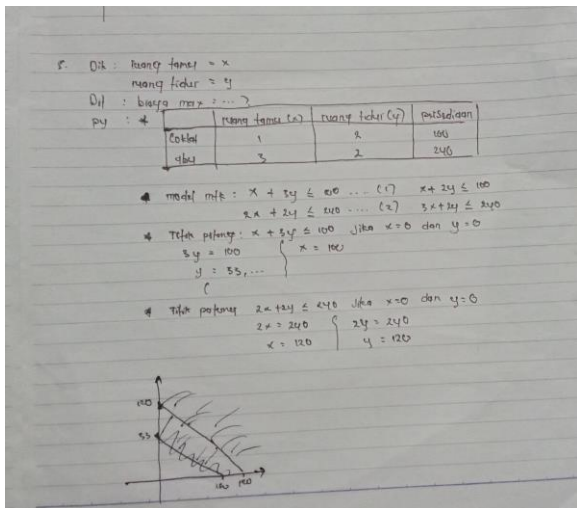 5. Dik : Ruang tamu = x
ruang tidur = y
Dit : biaya max = ... ?
py : * ruang tamu (x) ruang tidur (y) persediaan
Coklat 1 2 100
abu 3 2 240
* modal mtk : x + 3y ≤ 100 .... (1) x + 2y ≤ 100
2x + 2y ≤ 240 .... (2) 3x + 2y ≤ 240
* Titik potong : x + 3y ≤ 100 Jika x = 0 dan y = 0
3y = 100 x = 100
y = 33, ...
* Titik potong 2x + 2y ≤ 240 Jika x = 0 dan y = 0
2x = 240 2y = 240
x = 120 y = 120
120
33
100 120